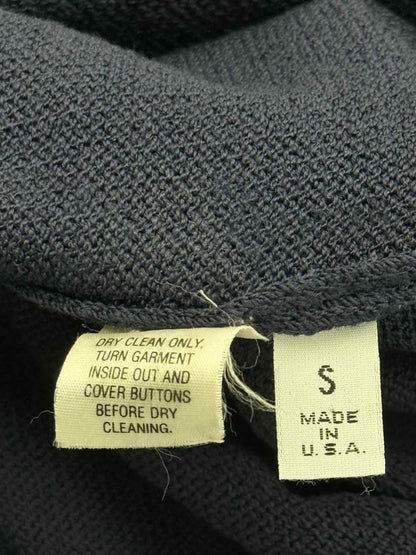 DRY CLEAN ONLY.
TURN GARMENT
INSIDE OUT AND
COVER BUTTONS
BEFORE DRY
CLEANING.
S
MADE
IN
U.S.A.